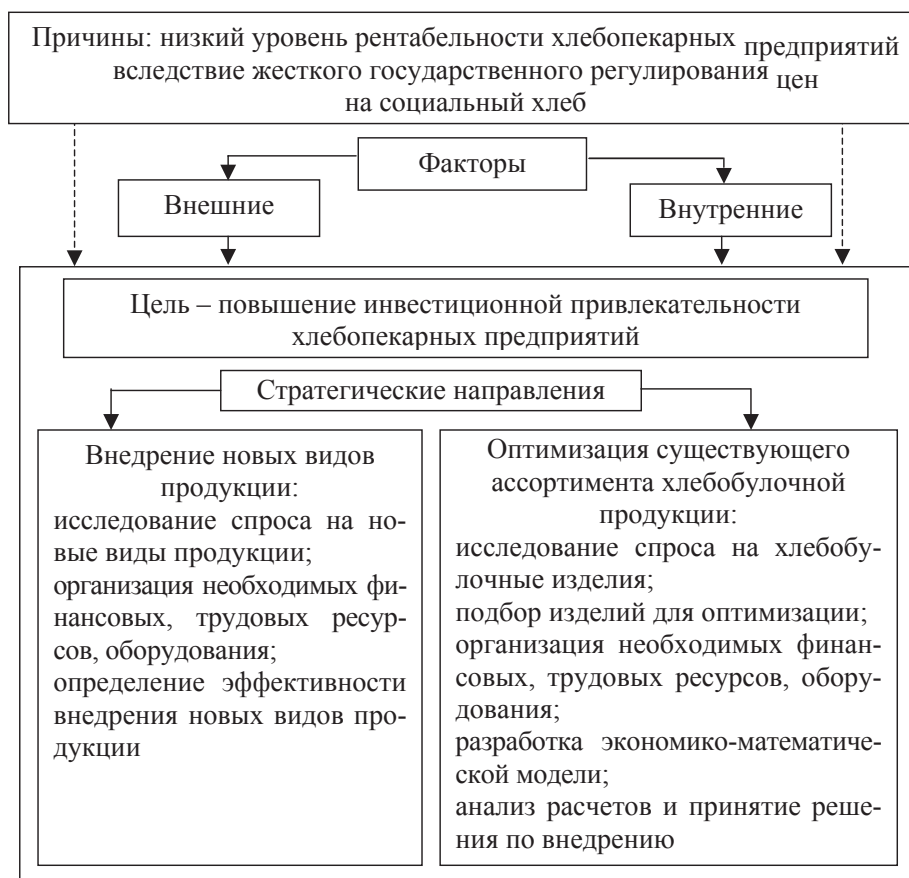 Причины: низкий уровень рентабельности хлебопекарных предприятий
вследствие жесткого государственного регулирования цен
на социальный хлеб
Факторы
Внешние
Внутренние
Цель – повышение инвестиционной привлекательности
хлебопекарных предприятий
Стратегические направления
Внедрение новых видов
продукции:
исследование спроса на но-
вые виды продукции;
организация необходимых фи-
нансовых, трудовых ресур-
сов, оборудования;
определение эффективности
внедрения новых видов про-
дукции
Оптимизация существующего
ассортимента хлебобулочной
продукции:
исследование спроса на хлебобу-
лочные изделия;
подбор изделий для оптимизации;
организация необходимых финан-
совых, трудовых ресурсов, обору-
дования;
разработка экономико-математиче-
ской модели;
анализ расчетов и принятие реше-
ния по внедрению